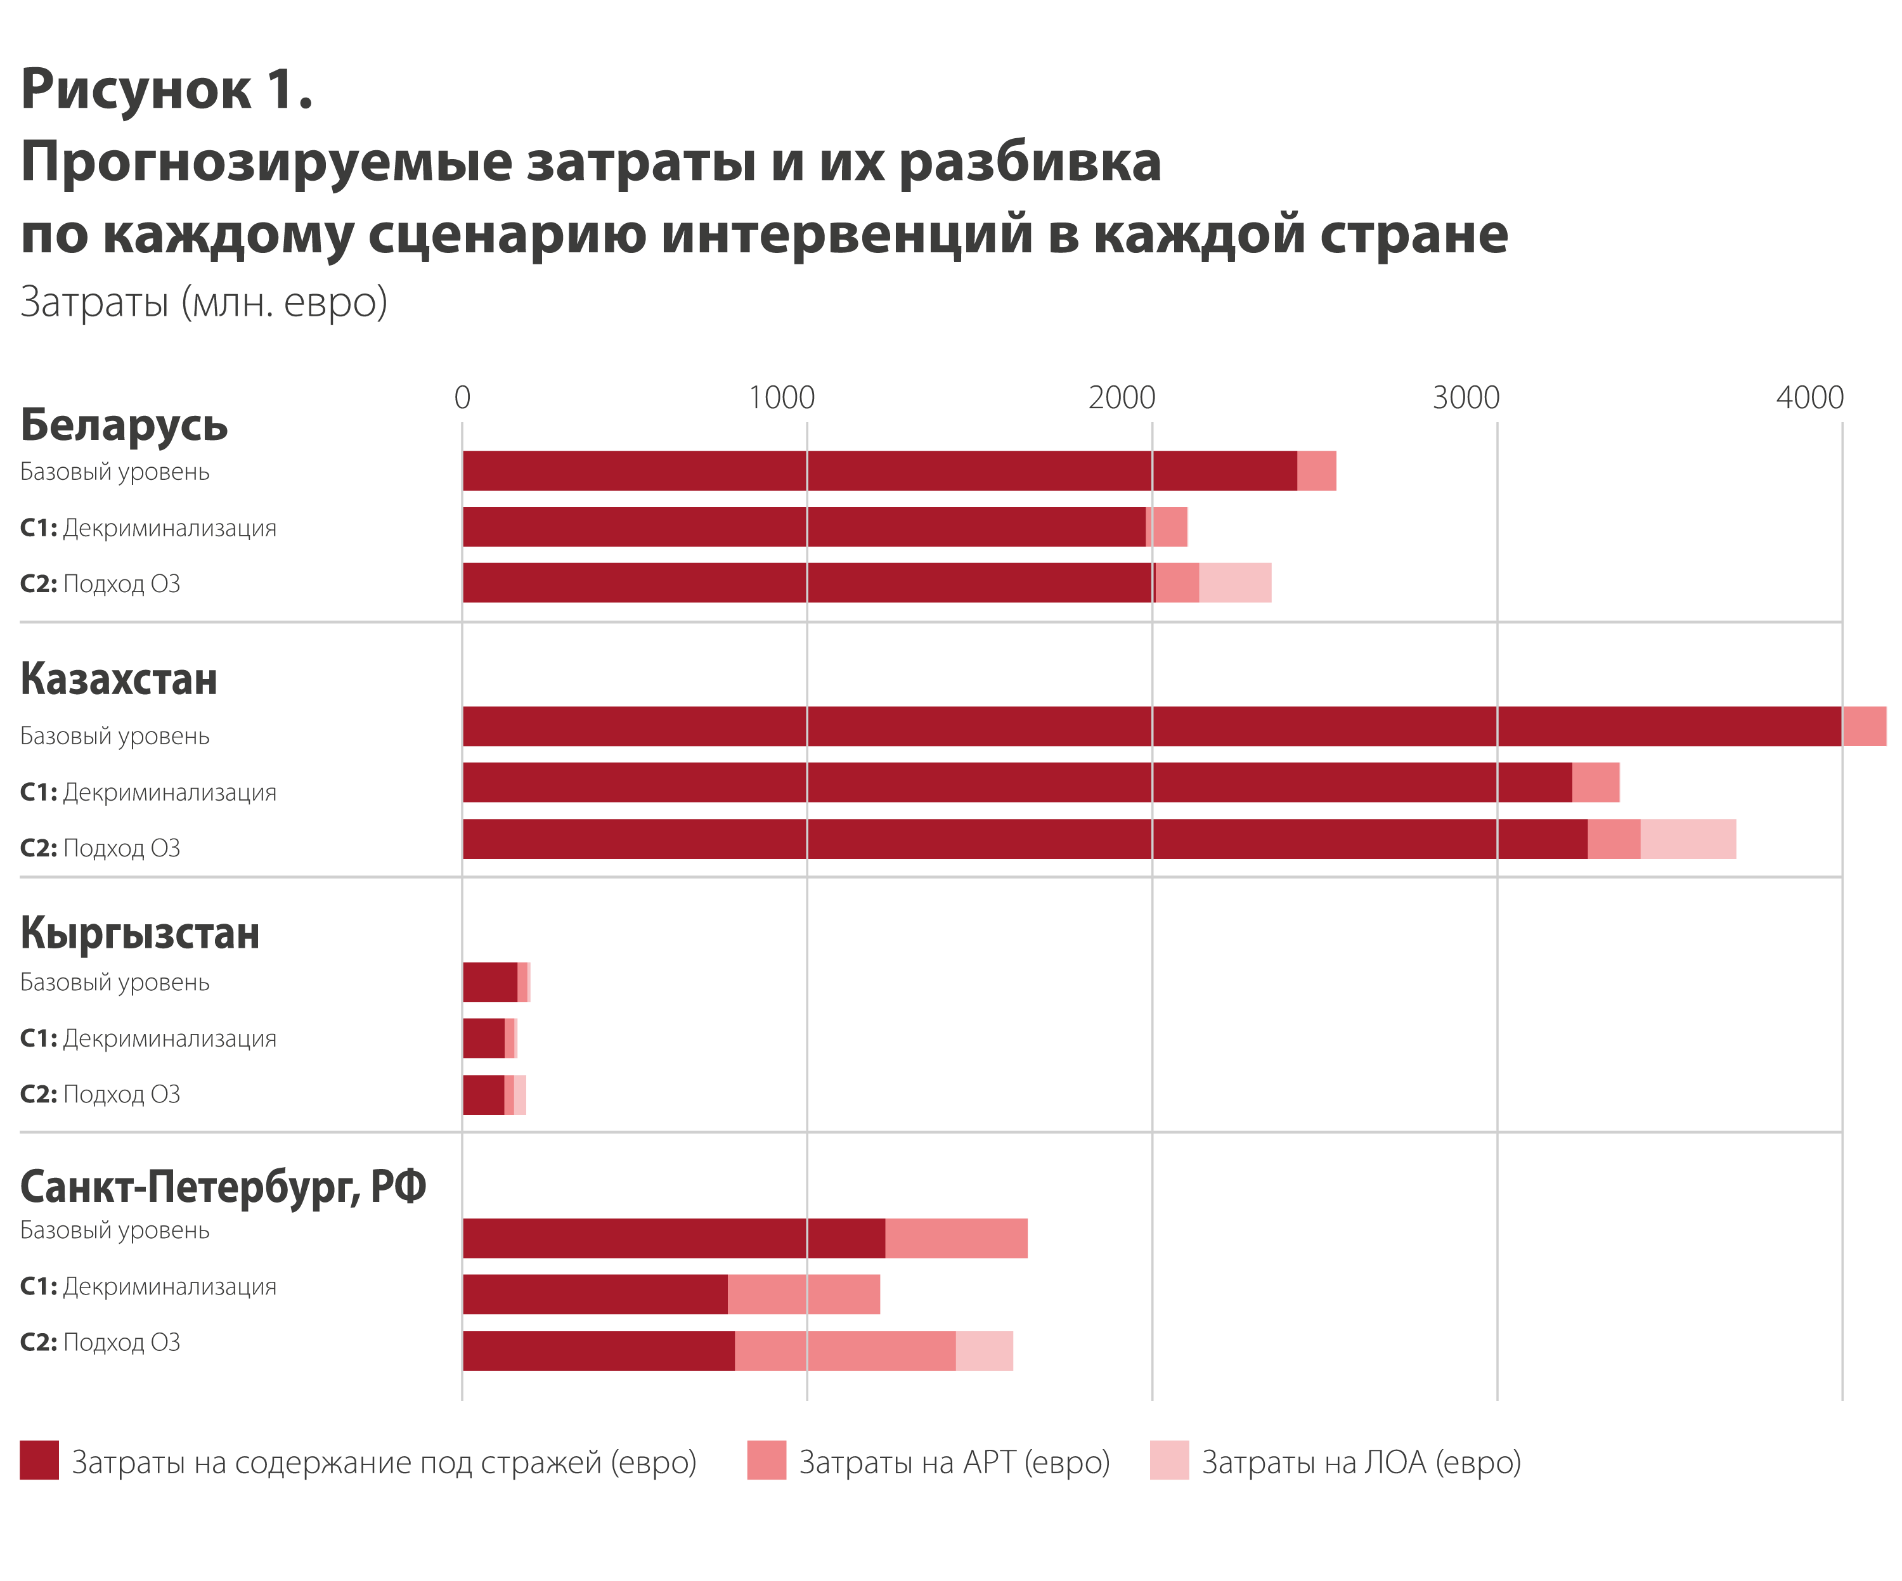 Рисунок 1.
Прогнозируемые затраты и их разбивка
по каждому сценарию интервенций в каждой стране
Затраты (млн. евро)
0 1000 2000 3000 4000
Беларусь
Базовый уровень
С1: Декриминализация
С2: Подход ОЗ
Казахстан
Базовый уровень
С1: Декриминализация
С2: Подход ОЗ
Кыргызстан
Базовый уровень
С1: Декриминализация
С2: Подход ОЗ
Санкт-Петербург, РФ
Базовый уровень
С1: Декриминализация
С2: Подход ОЗ
Затраты на содержание под стражей (евро) Затраты на АРТ (евро) Затраты на ЛОА (евро)